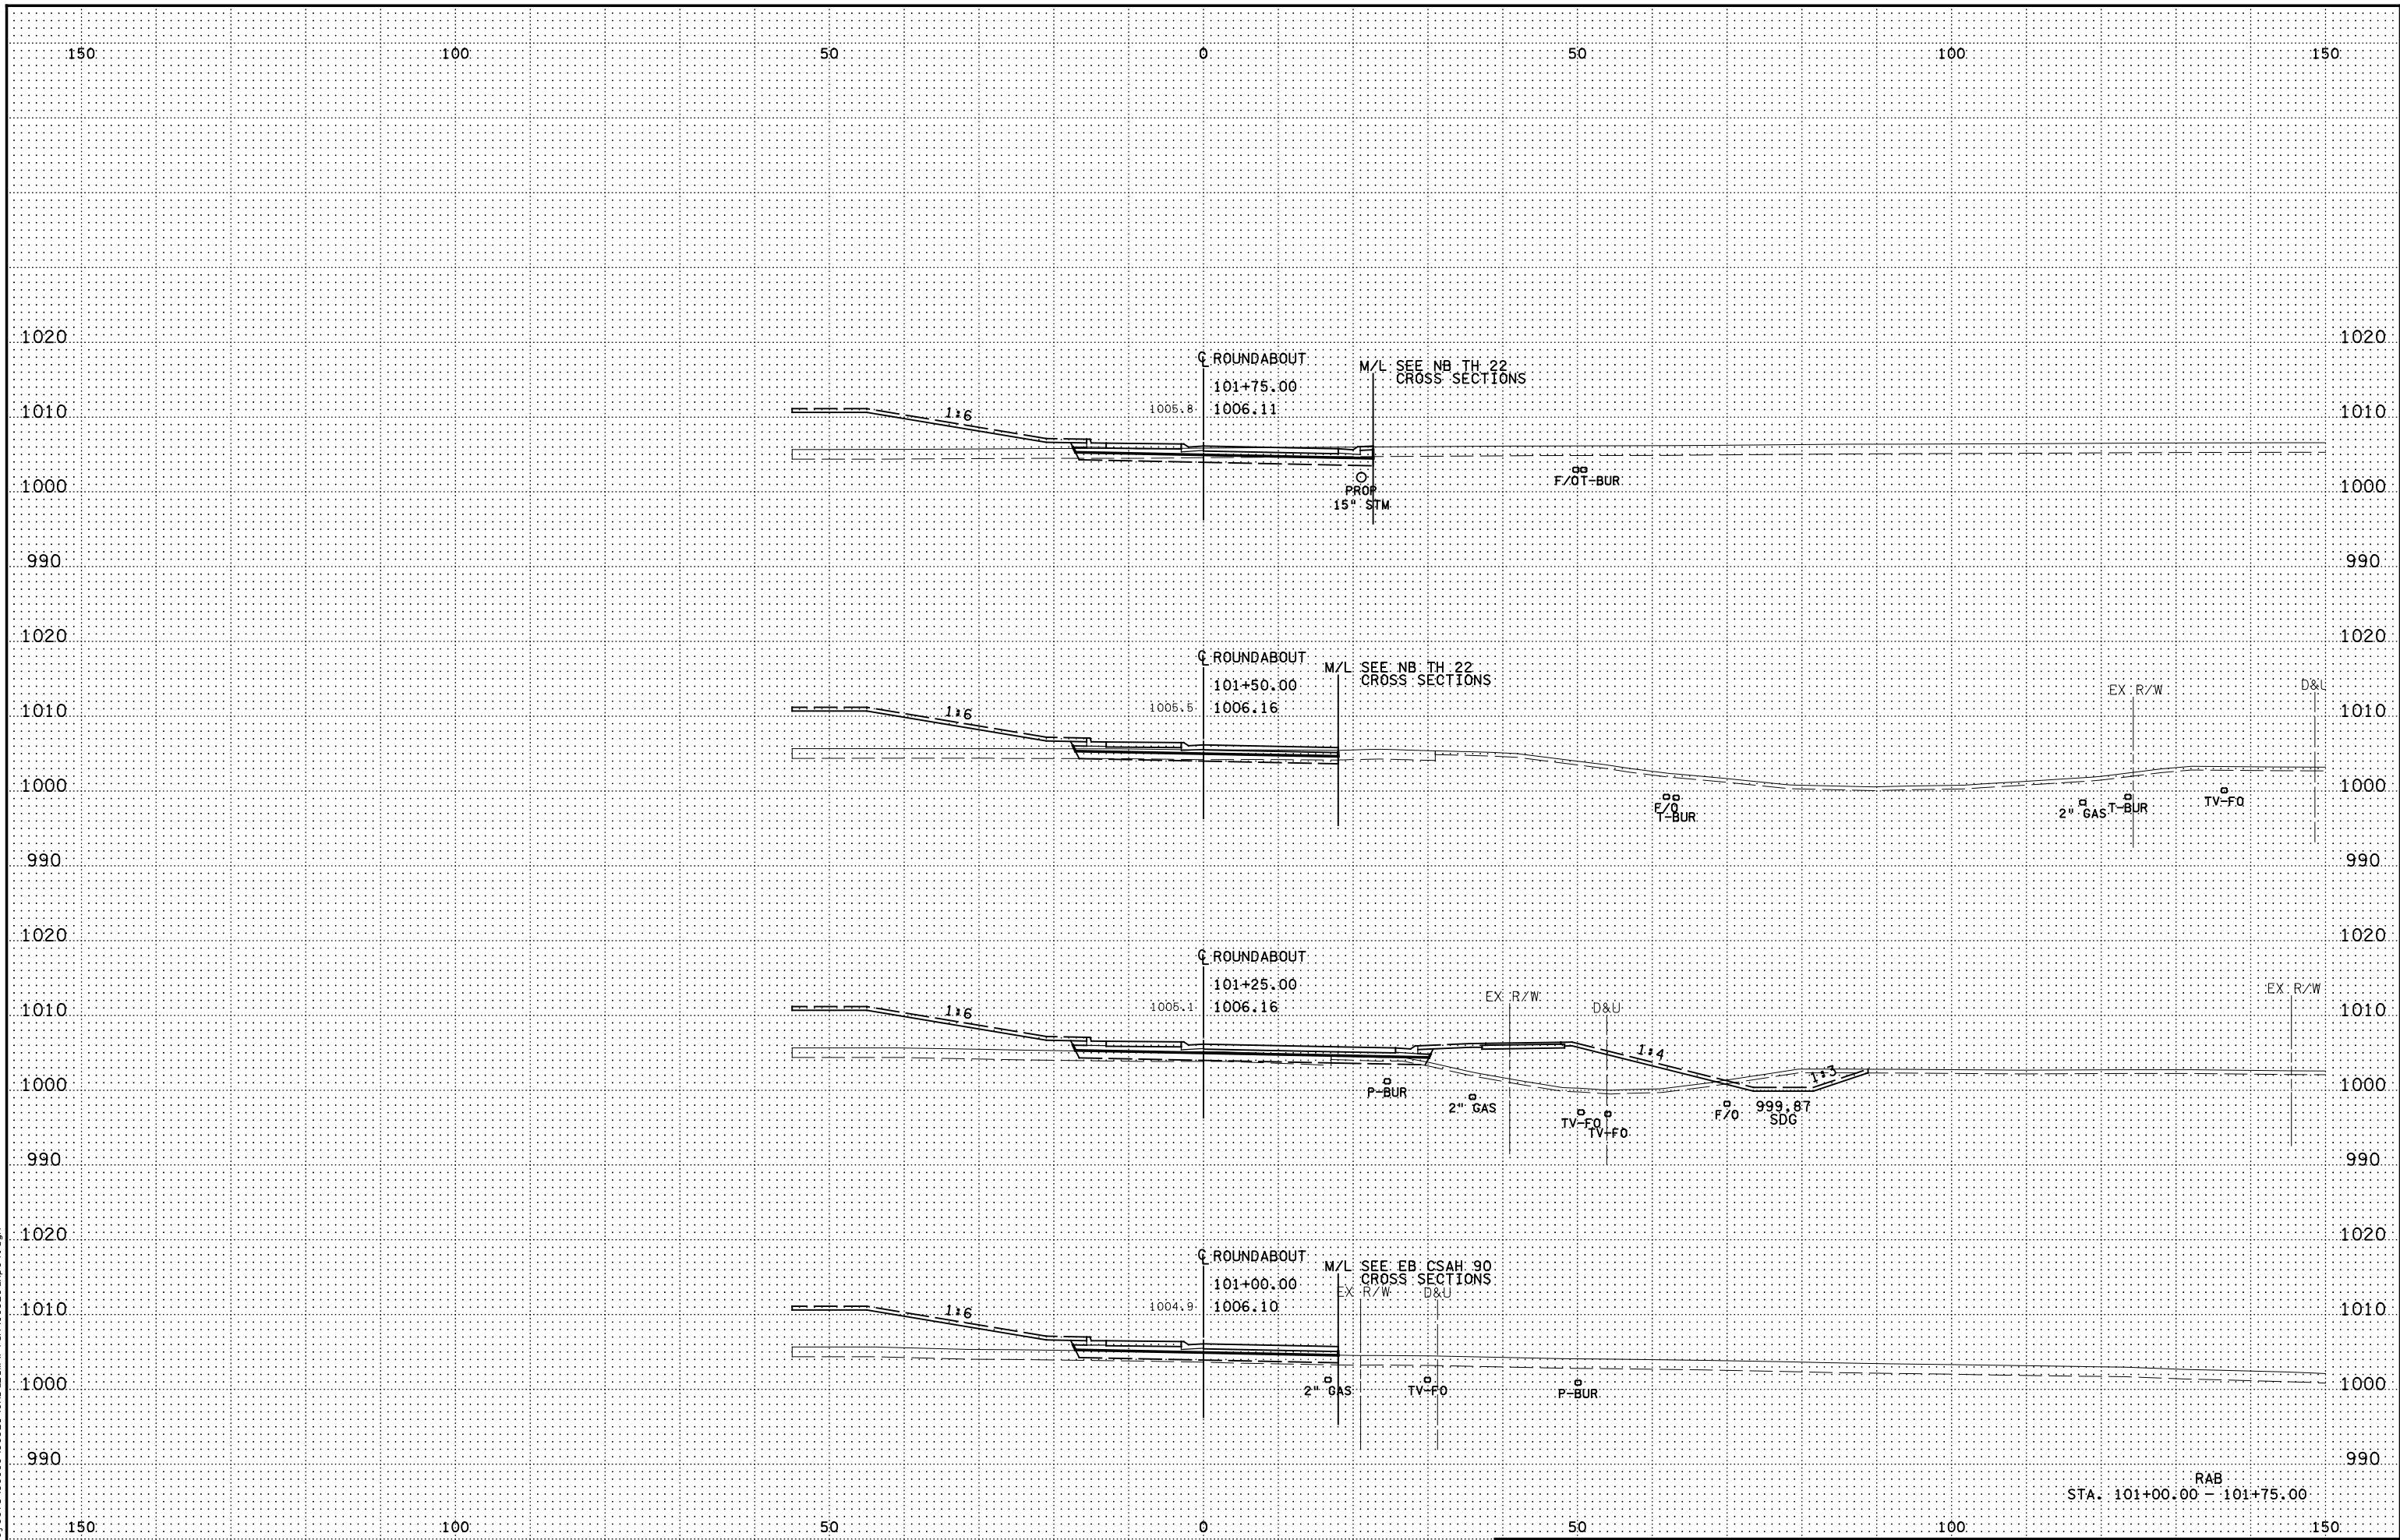 150 100 50 0 50 100 150
1020 1020
℄ ROUNDABOUT
M/L SEE NB TH 22
CROSS SECTIONS
101+75.00
1010 1:6 1005.8 1006.11 1010
F/O T-BUR
1000 PROP 1000
15" STM
990 990
1020 1020
℄ ROUNDABOUT
M/L SEE NB TH 22
CROSS SECTIONS
101+50.00 EX R/W
1010 1:6 1005.5 1006.16 1010
1000 1000
F/O 2" GAS T-BUR TV-FO
T-BUR
990 990
1020 1020
℄ ROUNDABOUT
101+25.00 EX R/W EX R/W
1010 1:6 1005.1 1006.16 D&U 1010
1:4 1:3
1000 P-BUR 1000
2" GAS F/O 999.87
TV-FO SDG
TV-FO
990 990
1020 1020
℄ ROUNDABOUT
M/L SEE EB CSAH 90
CROSS SECTIONS
101+00.00 EX R/W D&U
1010 1:6 1004.9 1006.10 1010
1000 2" GAS TV-FO P-BUR 1000
990 990
RAB
STA. 101+00.00 - 101+75.00
150 100 50 0 50 100 150